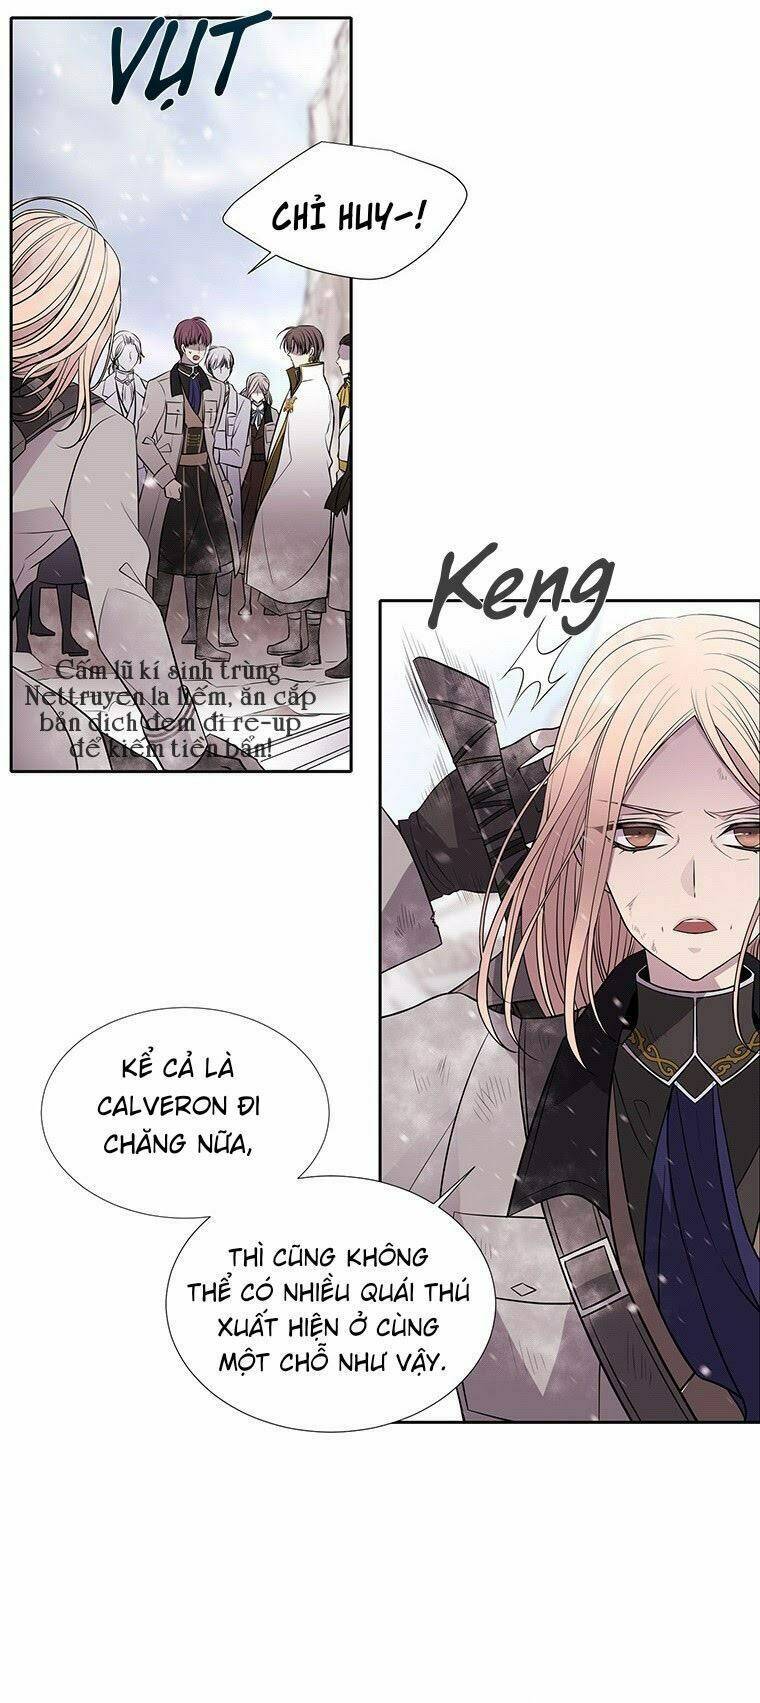 VỤT
CHỈ HUY-!
Cấm lũ kí sinh trùng
Nettruyen la liếm, ăn cắp
bản dịch đem đi re-up
để kiếm tiền bẩn!
Keng
KỂ CẢ LÀ
CALVERON ĐI
CHĂNG NỮA,
THÌ CŨNG KHÔNG
THỂ CÓ NHIỀU QUÁI THÚ
XUẤT HIỆN Ở CÙNG
MỘT CHỖ NHƯ VẬY.